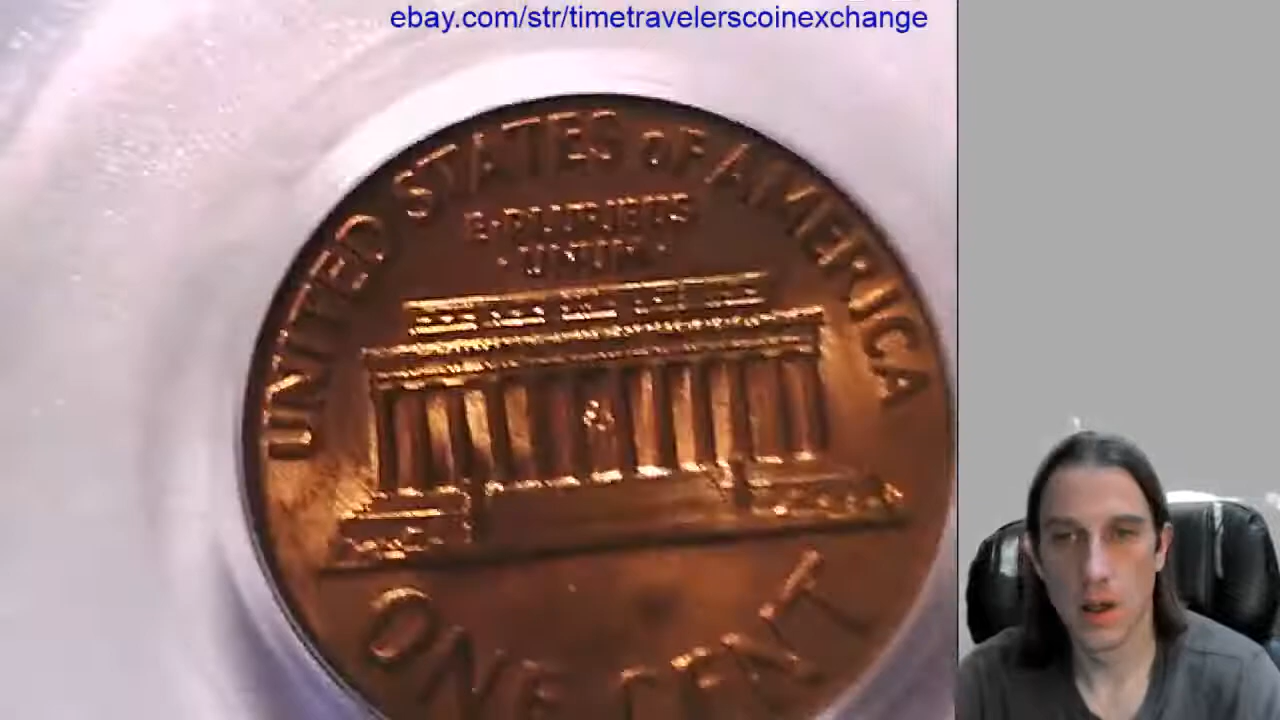 ebay.com/str/timetravelerscoinexchange
UNITED STATES OF AMERICA
E·PLURIBUS
·UNUM·
ONE CENT